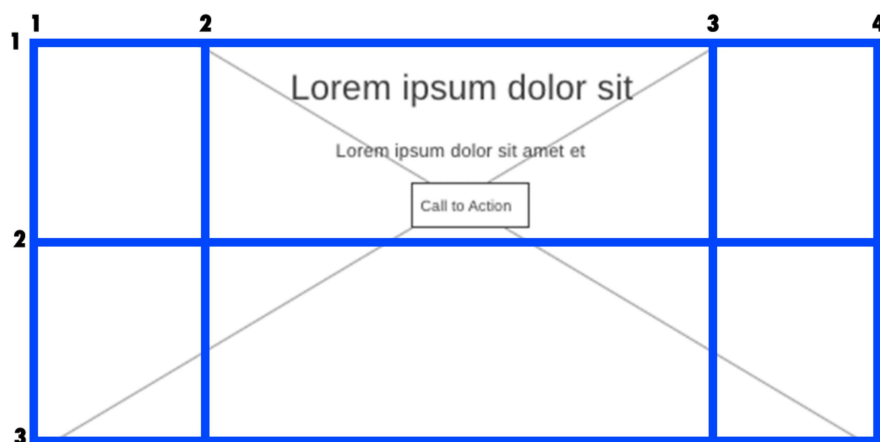 1 2 3 4
1
Lorem ipsum dolor sit
Lorem ipsum dolor sit amet et
Call to Action
2
3